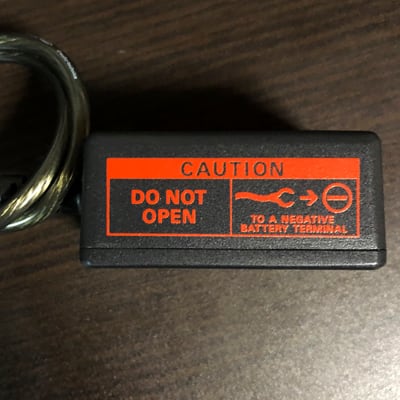 CAUTION
DO NOT
OPEN
TO A NEGATIVE
BATTERY TERMINAL